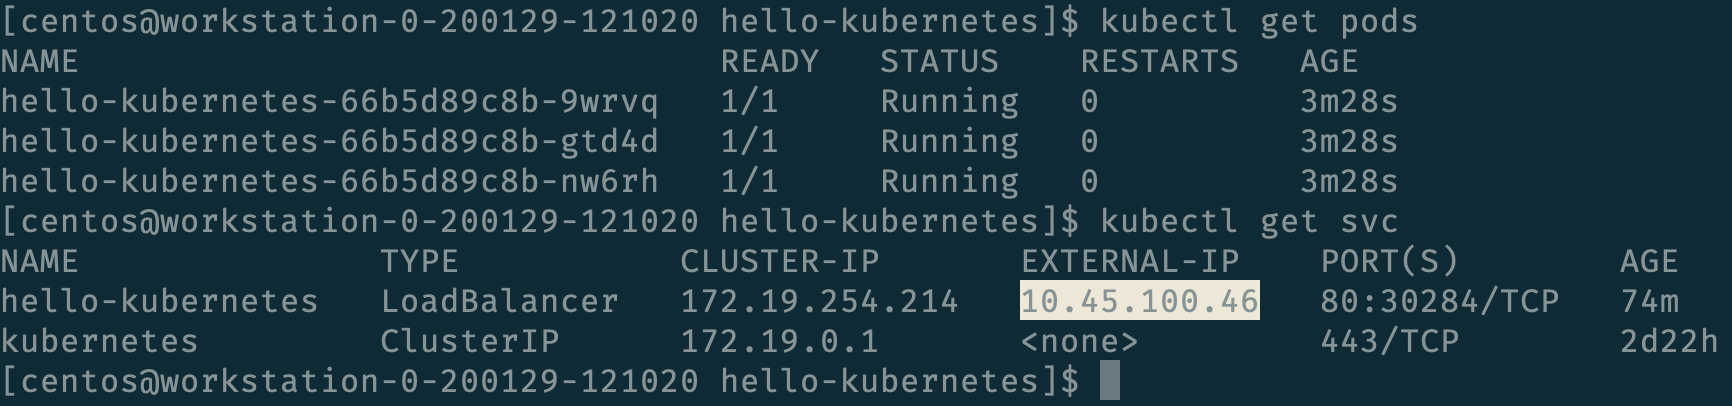 [centos@workstation-0-200129-121020 hello-kubernetes]$ kubectl get pods
NAME READY STATUS RESTARTS AGE
hello-kubernetes-66b5d89c8b-9wrvq 1/1 Running 0 3m28s
hello-kubernetes-66b5d89c8b-gtd4d 1/1 Running 0 3m28s
hello-kubernetes-66b5d89c8b-nw6rh 1/1 Running 0 3m28s
[centos@workstation-0-200129-121020 hello-kubernetes]$ kubectl get svc
NAME TYPE CLUSTER-IP EXTERNAL-IP PORT(S) AGE
hello-kubernetes LoadBalancer 172.19.254.214 10.45.100.46 80:30284/TCP 74m
kubernetes ClusterIP 172.19.0.1 <none> 443/TCP 2d22h
[centos@workstation-0-200129-121020 hello-kubernetes]$